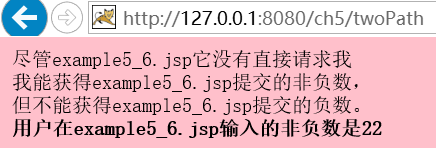 http://127.0.0.1:8080/ch5/twoPath
尽管example5_6.jsp它没有直接请求我
我能获得example5_6.jsp提交的非负数,
但不能获得example5_6.jsp提交的负数。
用户在example5_6.jsp输入的非负数是22